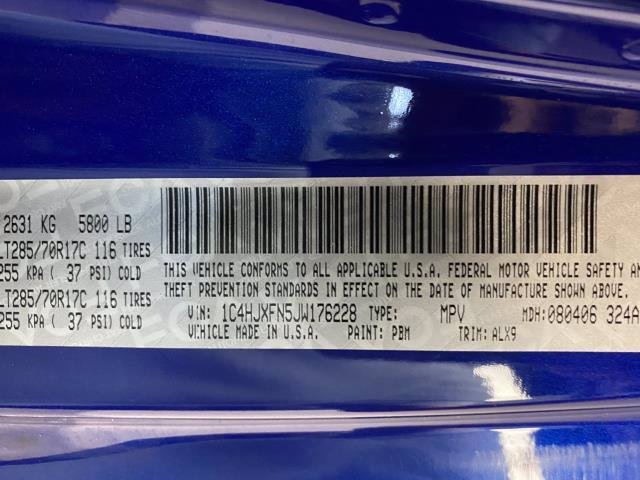 2631 KG 5800 LB
LT285/70R17C 116 TIRES
255 KPA ( 37 PSI) COLD
LT285/70R17C 116 TIRES
255 KPA ( 37 PSI) COLD
THIS VEHICLE CONFORMS TO ALL APPLICABLE U.S.A. FEDERAL MOTOR VEHICLE SAFETY AN
THEFT PREVENTION STANDARDS IN EFFECT ON THE DATE OF MANUFACTURE SHOWN ABOVE.
VIN: 1C4HJXFN5JW176228 TYPE: MPV MDH: 080406 324A
VEHICLE MADE IN U.S.A. PAINT: PBM TRIM: ALX9